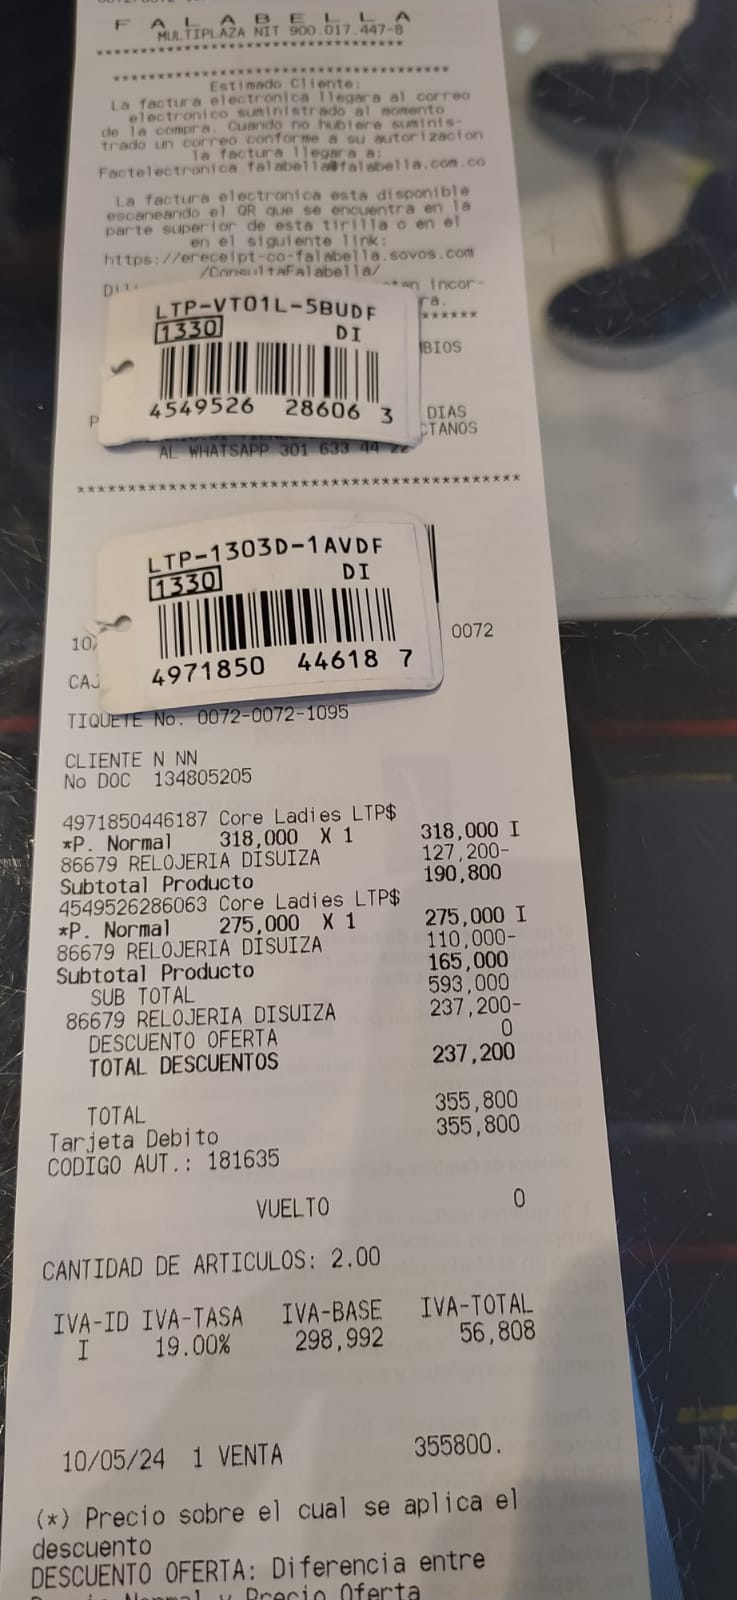 F A L A B E L L A
MULTIPLAZA NIT 900.017.447-8
************************************
****************************************
Estimado Cliente:
La factura electronica llegara al correo
electronico suministrado al momento
de la compra. Cuando no hubiere suminis-
trado un correo conforme a su autorizacion
la factura llegara a:
Factelectronica_falabella@falabella.com.co
La factura electronica esta disponible
escaneando el QR que se encuentra en la
parte superior de esta tirilla o en el
en el siguiente link:
https://ereceipt-co-falabella.sovos.com
/ConsultaFalabella/
incor-
LTP-VT01L-5BUDF
1330 DI
4549526 28606 3
DIAS
AL WHATSAPP 301 633 44 22
******************************************
LTP-1303D-1AVDF
1330 DI
4971850 44618 7
0072
TIQUETE No. 0072-0072-1095
CLIENTE N NN
No DOC 134805205
4971850446187 Core Ladies LTP$
*P. Normal 318,000 X 1 318,000 I
86679 RELOJERIA DISUIZA 127,200-
Subtotal Producto 190,800
4549526286063 Core Ladies LTP$
*P. Normal 275,000 X 1 275,000 I
86679 RELOJERIA DISUIZA 110,000-
Subtotal Producto 165,000
SUB TOTAL 593,000
86679 RELOJERIA DISUIZA 237,200-
DESCUENTO OFERTA 0
TOTAL DESCUENTOS 237,200
TOTAL 355,800
Tarjeta Debito 355,800
CODIGO AUT.: 181635
VUELTO 0
CANTIDAD DE ARTICULOS: 2.00
IVA-ID IVA-TASA IVA-BASE IVA-TOTAL
I 19.00% 298,992 56,808
10/05/24 1 VENTA 355800.
(*) Precio sobre el cual se aplica el
descuento
DESCUENTO OFERTA: Diferencia entre
Precio Normal y Precio Oferta